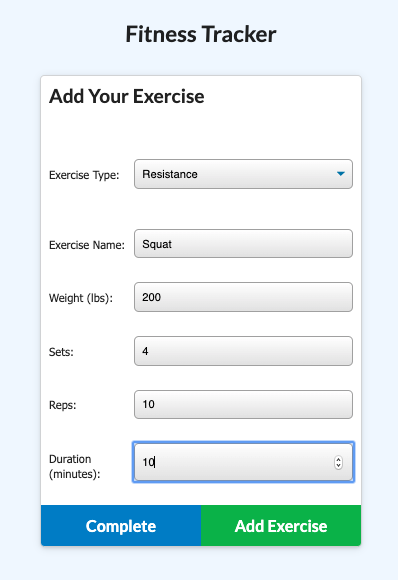 Fitness Tracker
Add Your Exercise
Exercise Type: Resistance
Exercise Name: Squat
Weight (lbs): 200
Sets: 4
Reps: 10
Duration
(minutes): 10
Complete Add Exercise